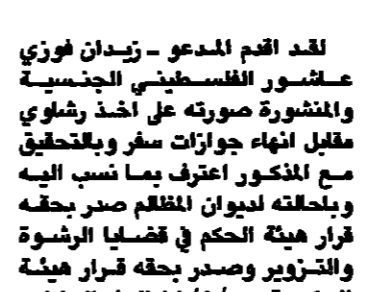 لقد اقدم المدعو - زيدان فوزي
عاشور الفلسطيني الجنسية
والمنشورة صورته على اخذ رشاوي
مقابل انهاء جوازات سفر وبالتحقيق
مع المذكور اعترف بما نسب اليه
وباحالته لديوان المظالم صدر بحقه
قرار هيئة الحكم في قضايا الرشوة
والتزوير وصدر بحقه قرار هيئة